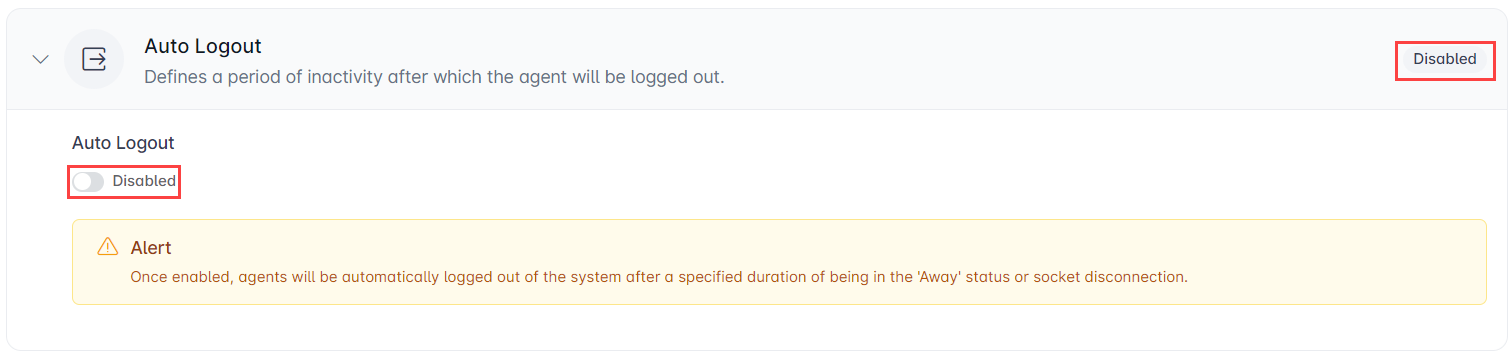 Auto Logout
Defines a period of inactivity after which the agent will be logged out.
Disabled
Auto Logout
Disabled
Alert
Once enabled, agents will be automatically logged out of the system after a specified duration of being in the 'Away' status or socket disconnection.